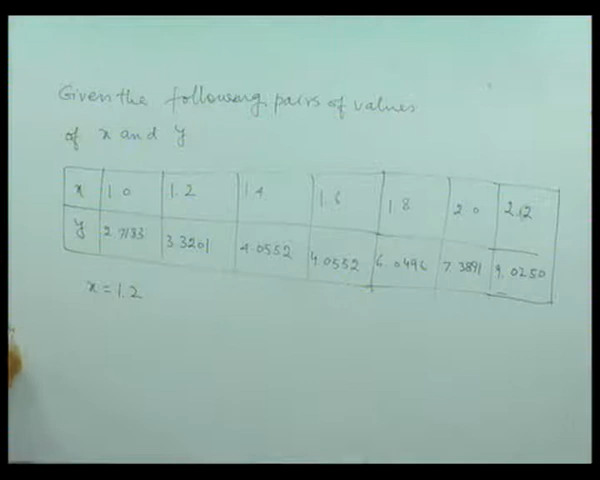 Given the following pairs of values
of x and y
x 1.0 1.2 1.4 1.6 1.8 2.0 2.2
y 2.7183 3.3201 4.0552 4.0552 6.0496 7.3891 9.0250
x = 1.2